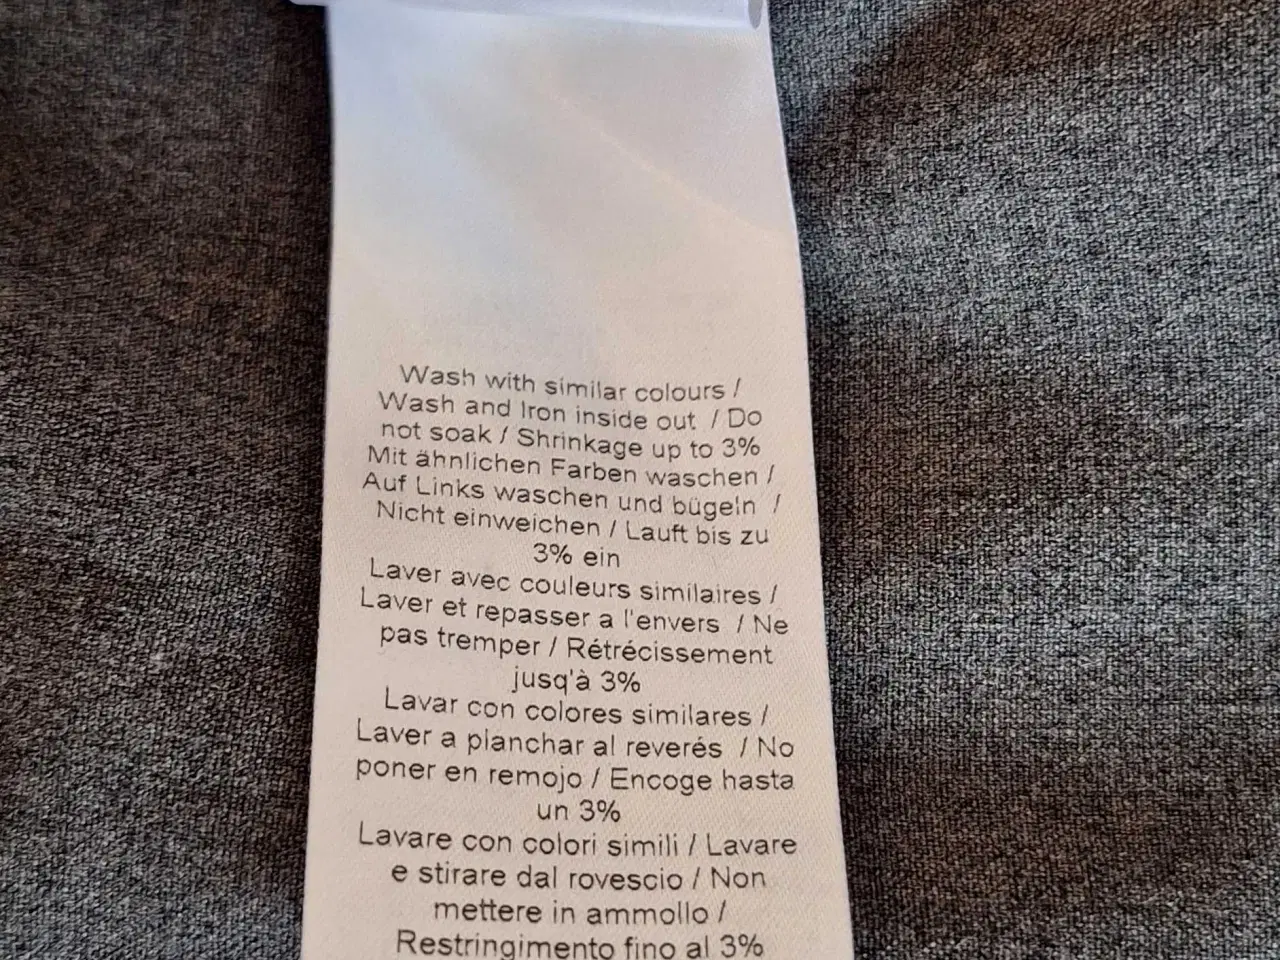 Wash with similar colours /
Wash and Iron inside out / Do
not soak / Shrinkage up to 3%
Mit ähnlichen Farben waschen /
Auf Links waschen und bügeln /
Nicht einweichen / Lauft bis zu
3% ein
Laver avec couleurs similaires /
Laver et repasser a l'envers / Ne
pas tremper / Rétrécissement
jusq'à 3%
Lavar con colores similares /
Laver a planchar al reverés / No
poner en remojo / Encoge hasta
un 3%
Lavare con colori simili / Lavare
e stirare dal rovescio / Non
mettere in ammollo /
Restringimento fino al 3%